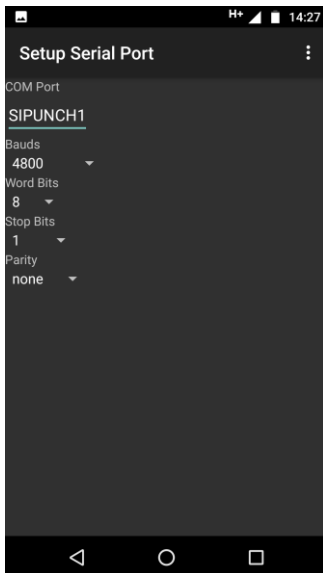 H+ 14:27
Setup Serial Port
COM Port
SIPUNCH1
Bauds
4800
Word Bits
8
Stop Bits
1
Parity
none